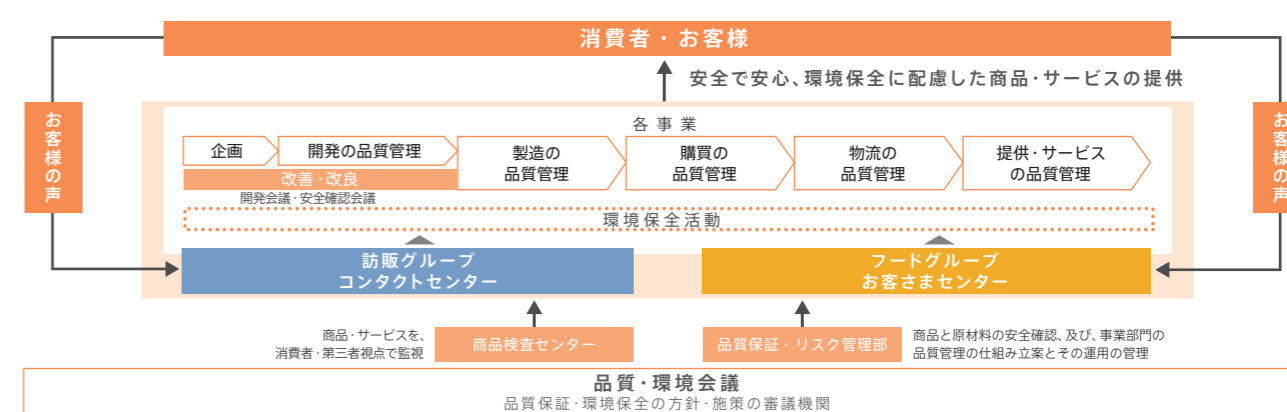 消費者・お客様
安全で安心、環境保全に配慮した商品・サービスの提供
お客様の声
お客様の声
各事業
企画
開発の品質管理
改善・改良
開発会議・安全確認会議
製造の
品質管理
購買の
品質管理
物流の
品質管理
提供・サービス
の品質管理
環境保全活動
訪販グループ
コンタクトセンター
フードグループ
お客さまセンター
商品・サービスを、
消費者・第三者視点で監視
商品検査センター
品質保証・リスク管理部
商品と原材料の安全確認、及び、事業部門の
品質管理の仕組み立案とその運用の管理
品質・環境会議
品質保証・環境保全の方針・施策の審議機関